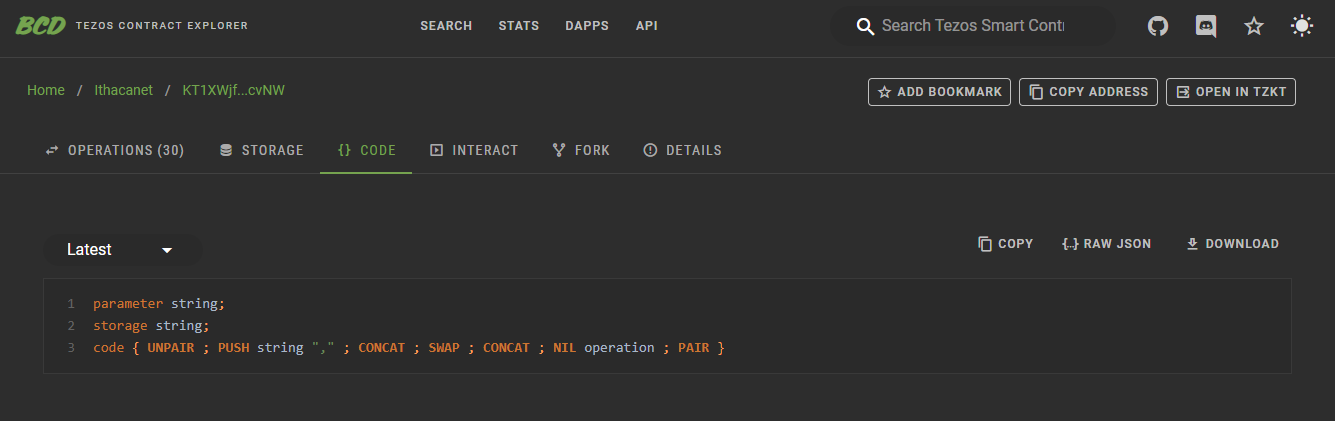 BCD TEZOS CONTRACT EXPLORER SEARCH STATS DAPPS API Search Tezos Smart Cont
Home / Ithacanet / KT1XWjf...cvNW ADD BOOKMARK COPY ADDRESS OPEN IN TZKT
OPERATIONS (30) STORAGE {} CODE INTERACT FORK DETAILS
Latest COPY {..} RAW JSON DOWNLOAD
1 parameter string;
2 storage string;
3 code { UNPAIR ; PUSH string "," ; CONCAT ; SWAP ; CONCAT ; NIL operation ; PAIR }